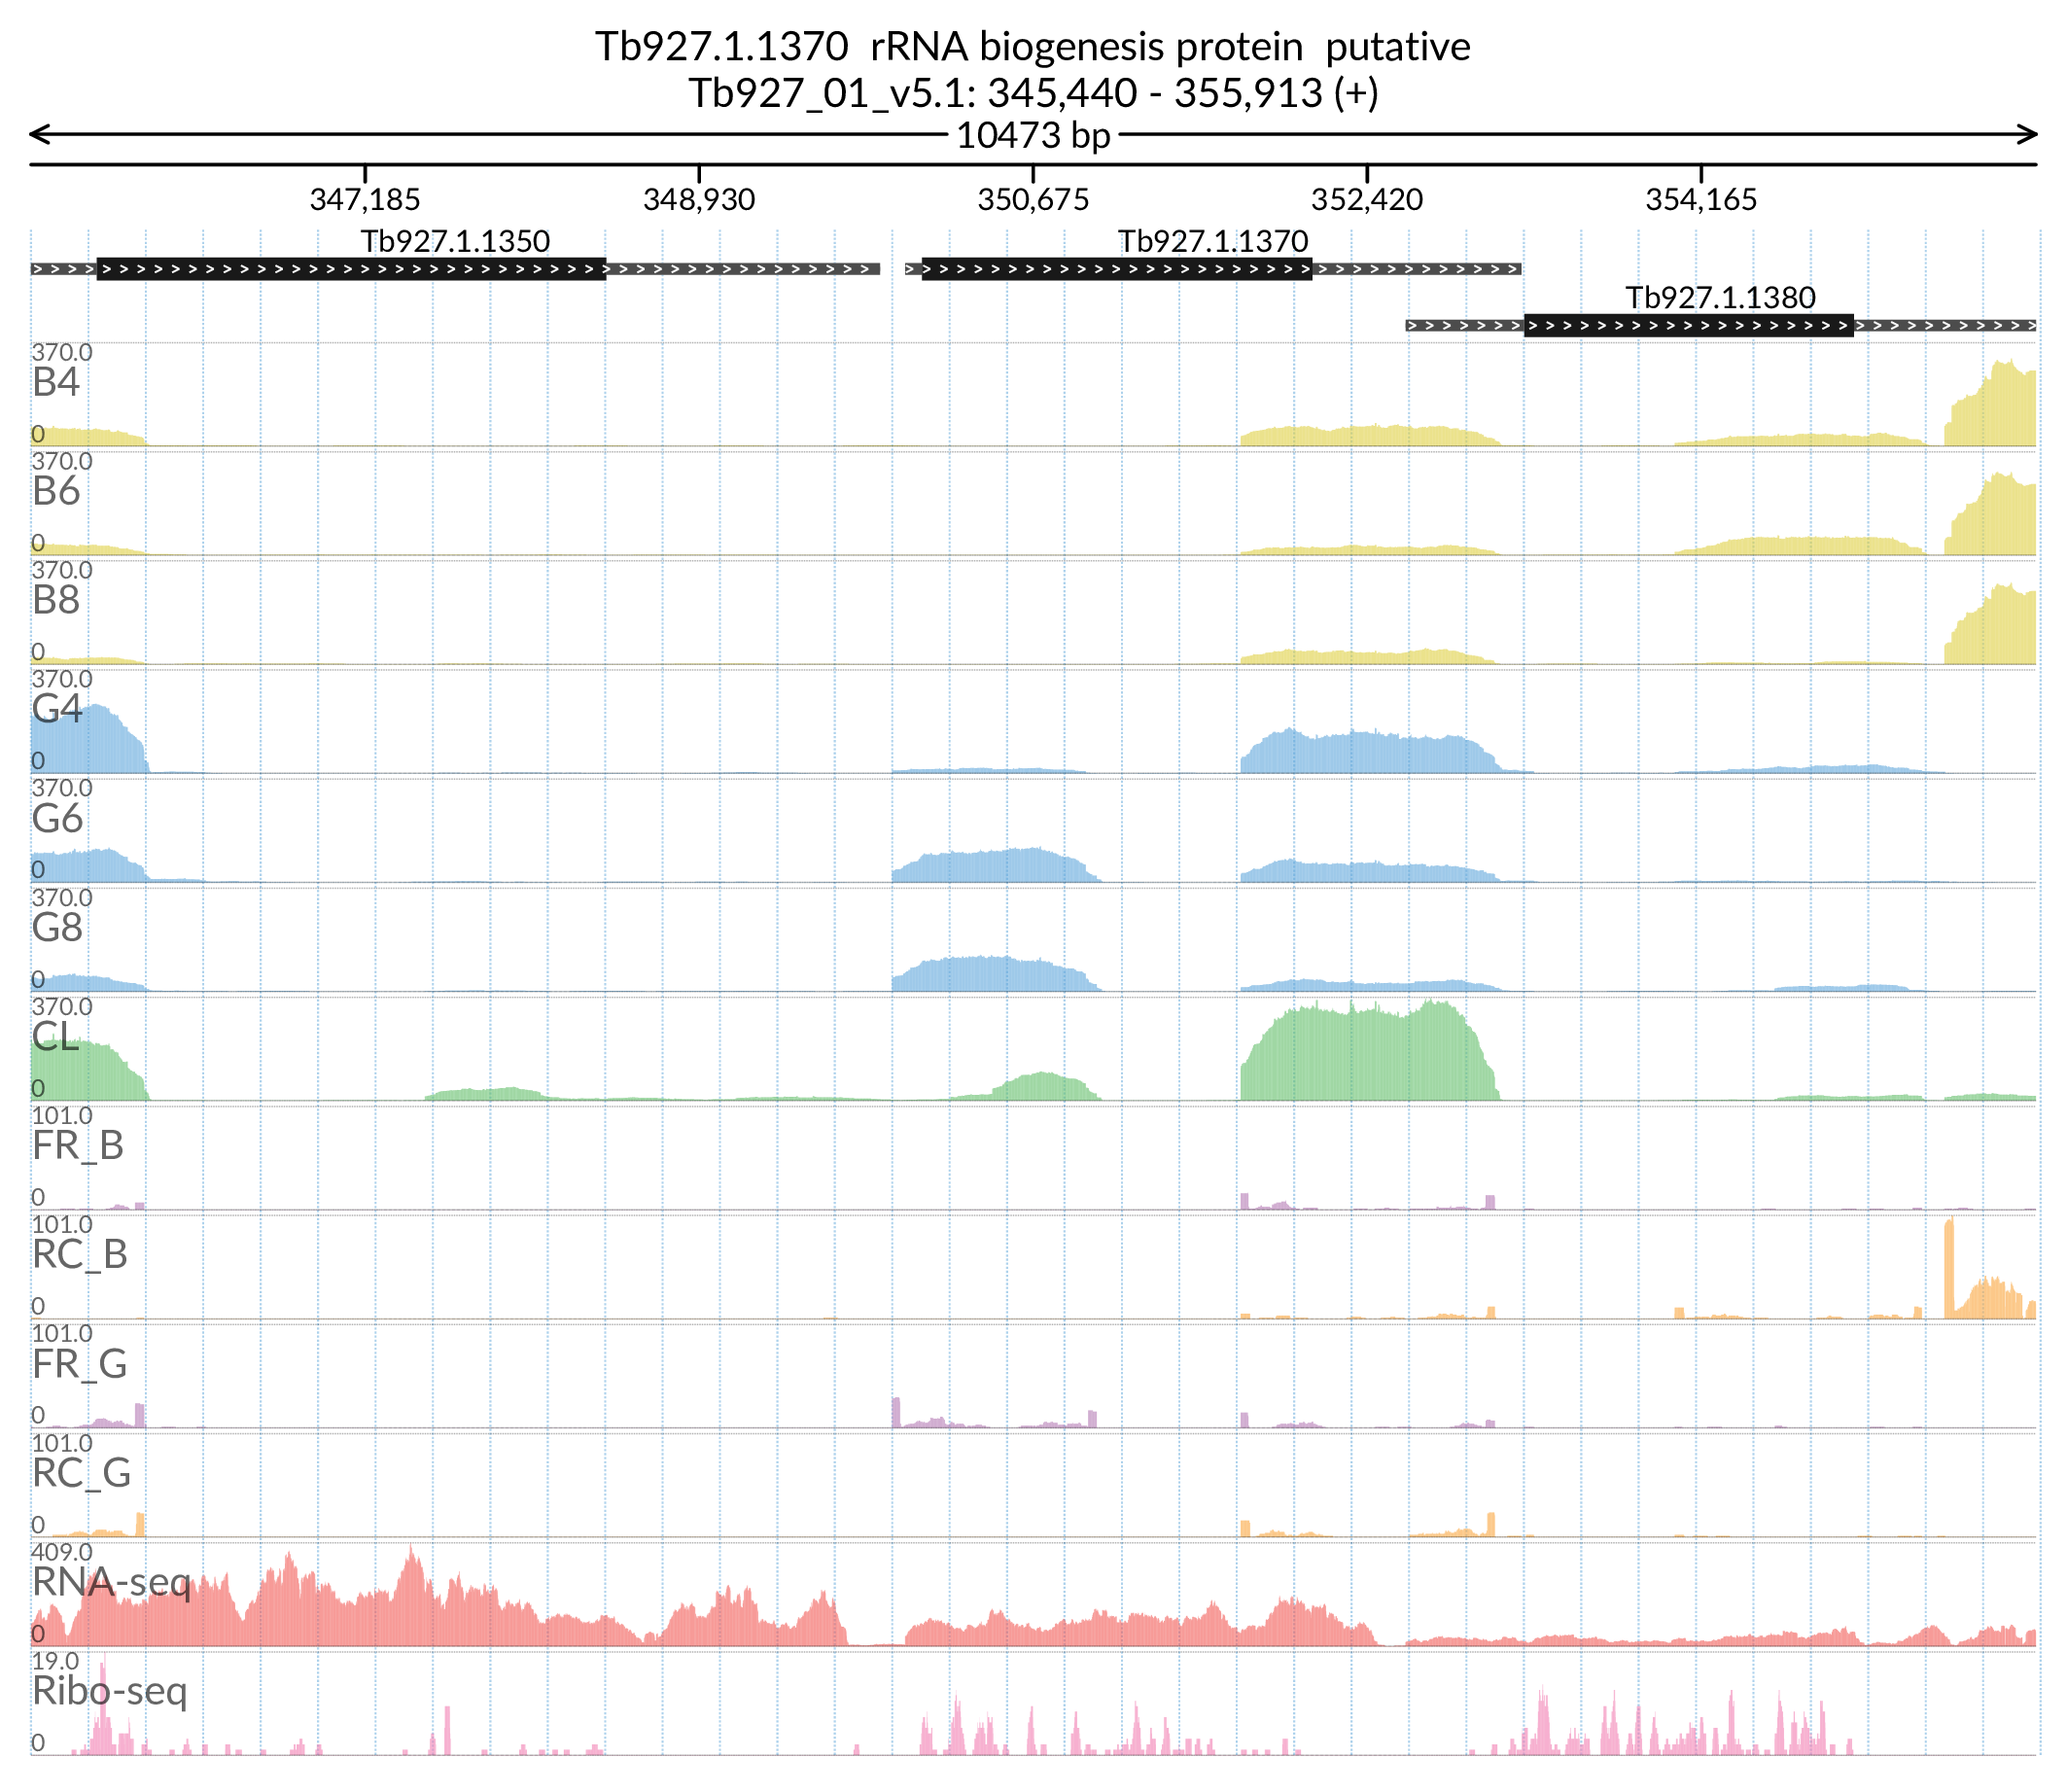 Tb927.1.1370  rRNA biogenesis protein  putative
Tb927_01_v5.1: 345,440 - 355,913 (+)
10473 bp
347,185 348,930 350,675 352,420 354,165
Tb927.1.1350 Tb927.1.1370
Tb927.1.1380
370.0
B4
0
370.0
B6
0
370.0
B8
0
370.0
G4
0
370.0
G6
0
370.0
G8
0
370.0
CL
0
101.0
FR_B
0
101.0
RC_B
0
101.0
FR_G
0
101.0
RC_G
0
409.0
RNA-seq
0
19.0
Ribo-seq
0